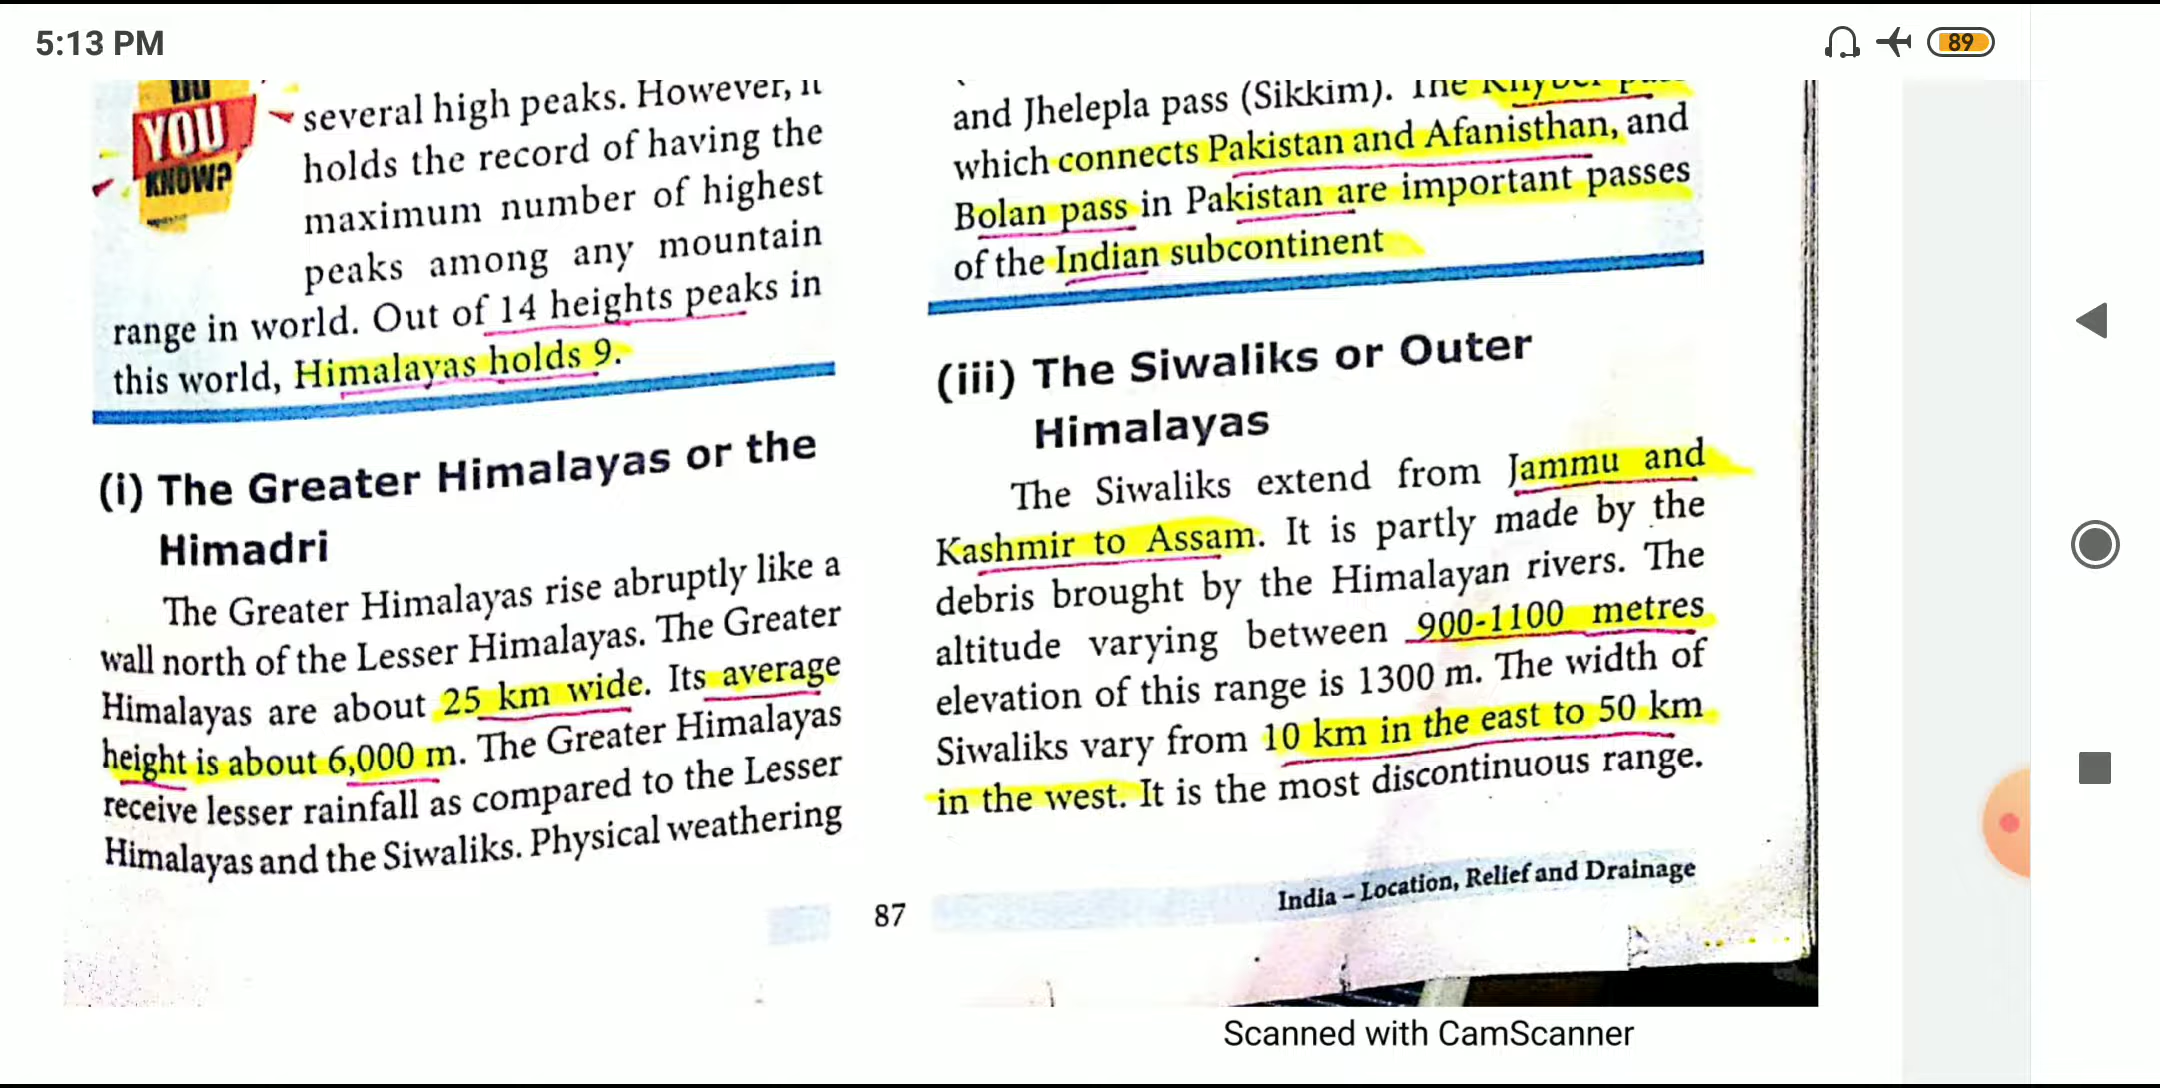 5:13 PM
89
YOU
KNOW?
several high peaks. However, it
holds the record of having the
maximum number of highest
peaks among any mountain
range in world. Out of 14 heights peaks in
this world, Himalayas holds 9.
(i) The Greater Himalayas or the
Himadri
The Greater Himalayas rise abruptly like a
wall north of the Lesser Himalayas. The Greater
Himalayas are about 25 km wide. Its average
height is about 6,000 m. The Greater Himalayas
receive lesser rainfall as compared to the Lesser
Himalayas and the Siwaliks. Physical weathering
and Jhelepla pass (Sikkim). The Khyber
which connects Pakistan and Afanisthan, and
Bolan pass in Pakistan are important passes
of the Indian subcontinent
(iii) The Siwaliks or Outer
Himalayas
The Siwaliks extend from Jammu and
Kashmir to Assam. It is partly made by the
debris brought by the Himalayan rivers. The
altitude varying between 900-1100 metres
elevation of this range is 1300 m. The width of
Siwaliks vary from 10 km in the east to 50 km
in the west. It is the most discontinuous range.
87
India – Location, Relief and Drainage
Scanned with CamScanner